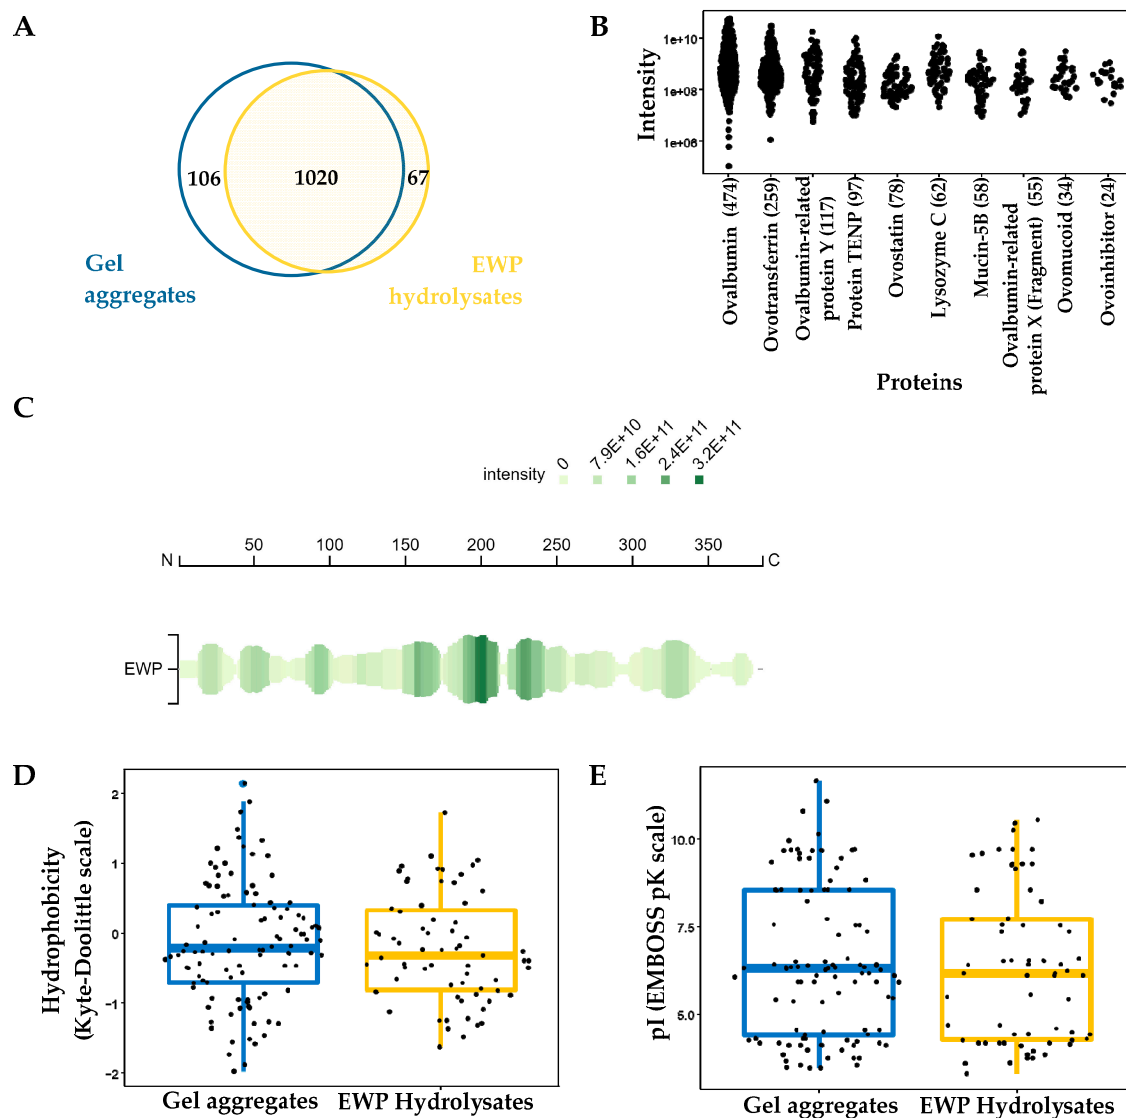 A
106
1020
67
Gel
aggregates
EWP
hydrolysates
B
Intensity
1e+10
1e+08
1e+06
Ovalbumin (474)
Ovotransferrin (259)
Ovalbumin-related
protein Y (117)
Protein TENP (97)
Ovostatin (78)
Lysozyme C (62)
Mucin-5B (58)
Ovalbumin-related
protein X (Fragment) (55)
Ovomucoid (34)
Ovoinhibitor (24)
Proteins
C
intensity
0
7.9E+10
1.6E+11
2.4E+11
3.2E+11
N
50
100
150
200
250
300
350
C
EWP
D
Hydrophobicity
(Kyte-Doolittle scale)
2
1
0
−1
−2
Gel aggregates
EWP Hydrolysates
E
pI (EMBOSS pK scale)
10.0
7.5
5.0
Gel aggregates
EWP Hydrolysates